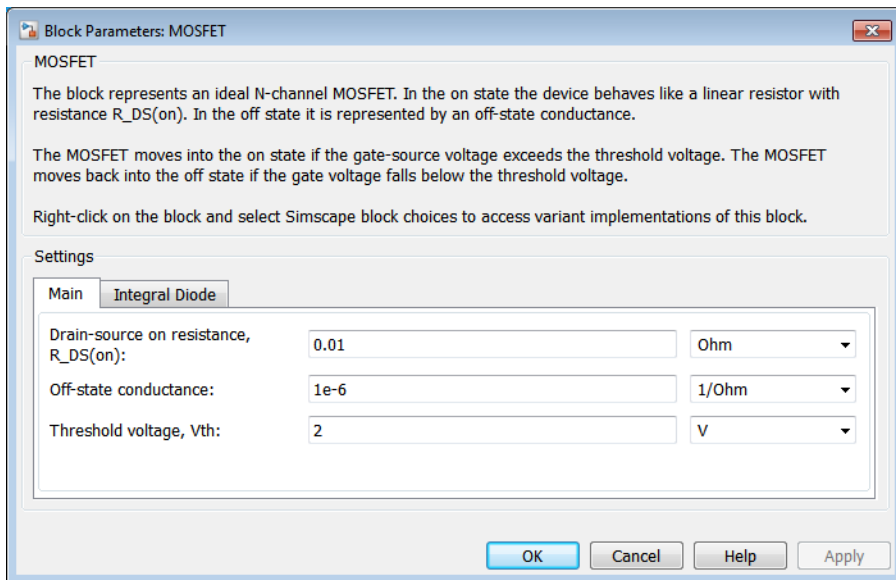 Block Parameters: MOSFET
MOSFET
The block represents an ideal N-channel MOSFET. In the on state the device behaves like a linear resistor with
resistance R_DS(on). In the off state it is represented by an off-state conductance.
The MOSFET moves into the on state if the gate-source voltage exceeds the threshold voltage. The MOSFET
moves back into the off state if the gate voltage falls below the threshold voltage.
Right-click on the block and select Simscape block choices to access variant implementations of this block.
Settings
Main Integral Diode
Drain-source on resistance,
R_DS(on): 0.01 Ohm
Off-state conductance: 1e-6 1/Ohm
Threshold voltage, Vth: 2 V
OK Cancel Help Apply